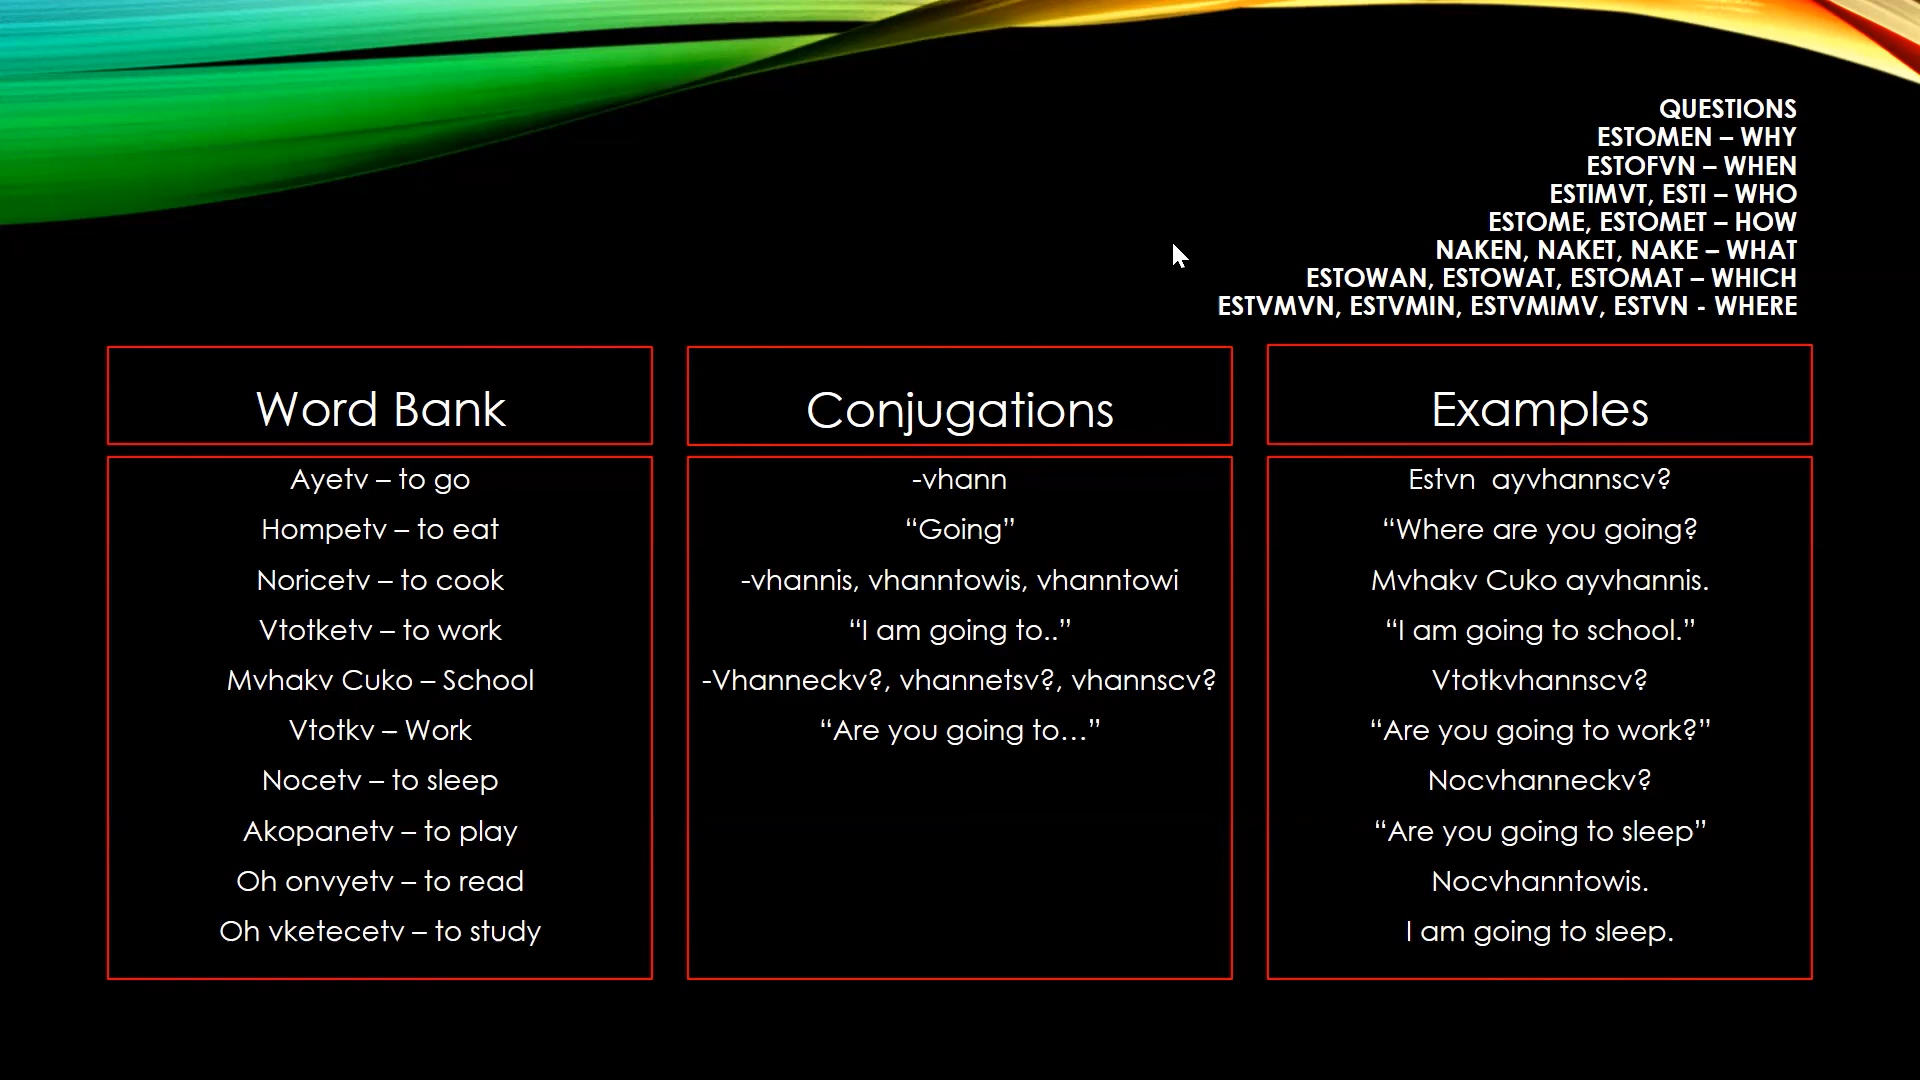 QUESTIONS
ESTOMEN – WHY
ESTOFVN – WHEN
ESTIMVT, ESTI – WHO
ESTOME, ESTOMET – HOW
NAKEN, NAKET, NAKE – WHAT
ESTOWAN, ESTOWAT, ESTOMAT – WHICH
ESTVMVN, ESTVMIN, ESTVMIMV, ESTVN - WHERE
Word Bank
Ayetv – to go
Hompetv – to eat
Noricetv – to cook
Vtotketv – to work
Mvhakv Cuko – School
Vtotkv – Work
Nocetv – to sleep
Akopanetv – to play
Oh onvyetv – to read
Oh vketecetv – to study
Conjugations
-vhann
“Going”
-vhannis, vhanntowis, vhanntowi
“I am going to..”
-Vhanneckv?, vhannetsv?, vhannscv?
“Are you going to…”
Examples
Estvn  ayvhannscv?
“Where are you going?
Mvhakv Cuko ayvhannis.
“I am going to school.”
Vtotkvhannscv?
“Are you going to work?”
Nocvhanneckv?
“Are you going to sleep”
Nocvhanntowis.
I am going to sleep.